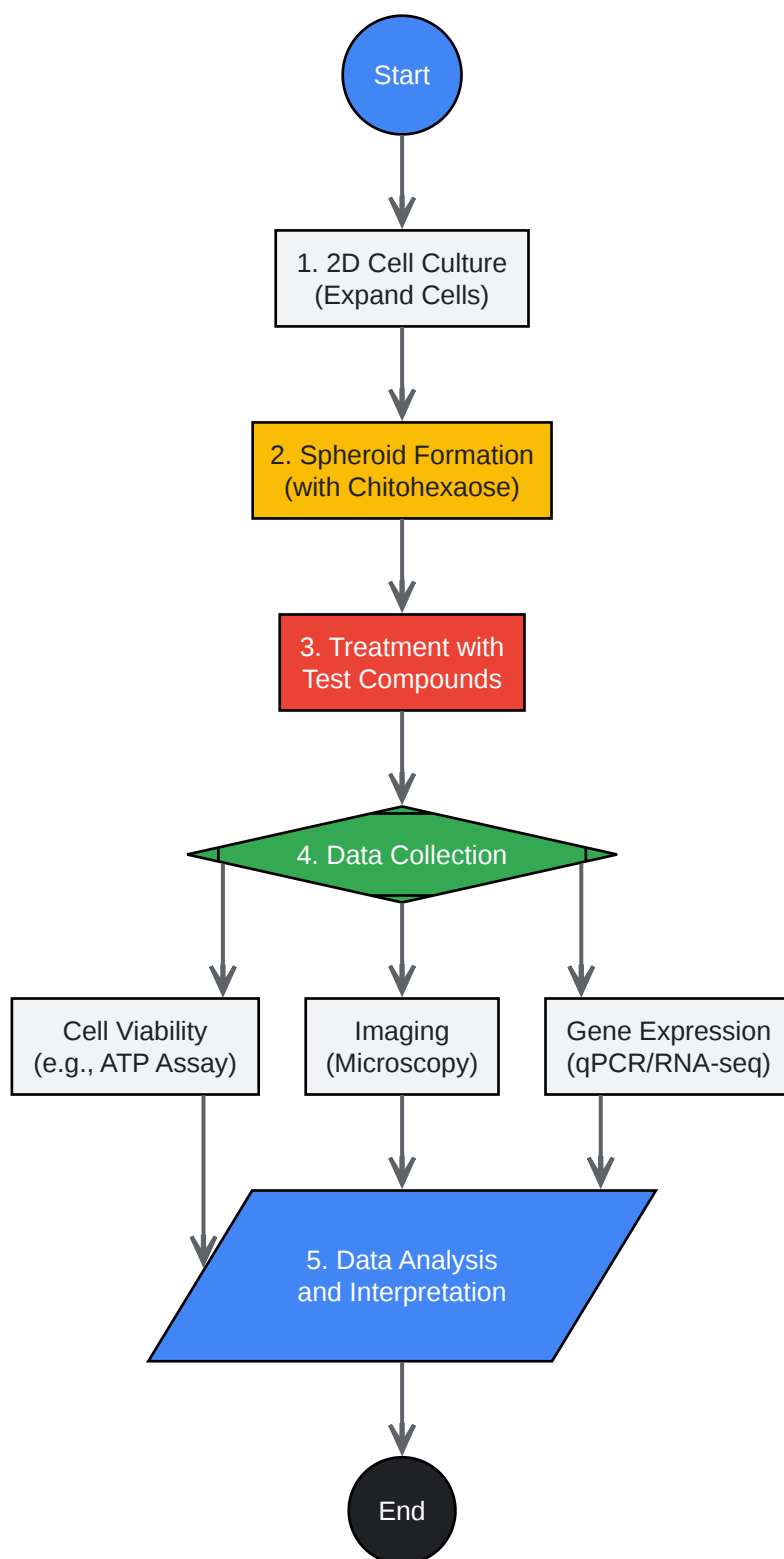 Start
1. 2D Cell Culture
(Expand Cells)
2. Spheroid Formation
(with Chitohexaose)
3. Treatment with
Test Compounds
4. Data Collection
Cell Viability
(e.g., ATP Assay)
Imaging
(Microscopy)
Gene Expression
(qPCR/RNA-seq)
5. Data Analysis
and Interpretation
End